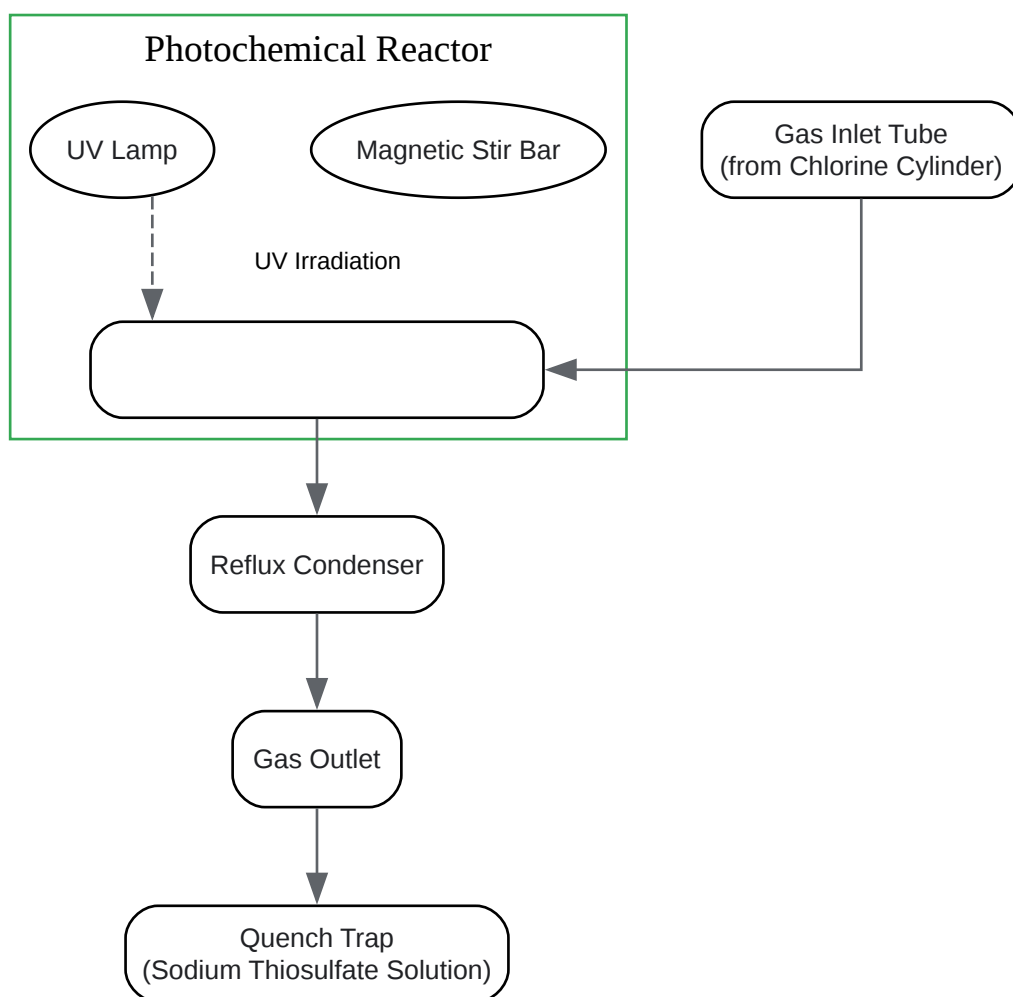 Photochemical Reactor
UV Lamp
Magnetic Stir Bar
Gas Inlet Tube
(from Chlorine Cylinder)
UV Irradiation
Reflux Condenser
Gas Outlet
Quench Trap
(Sodium Thiosulfate Solution)